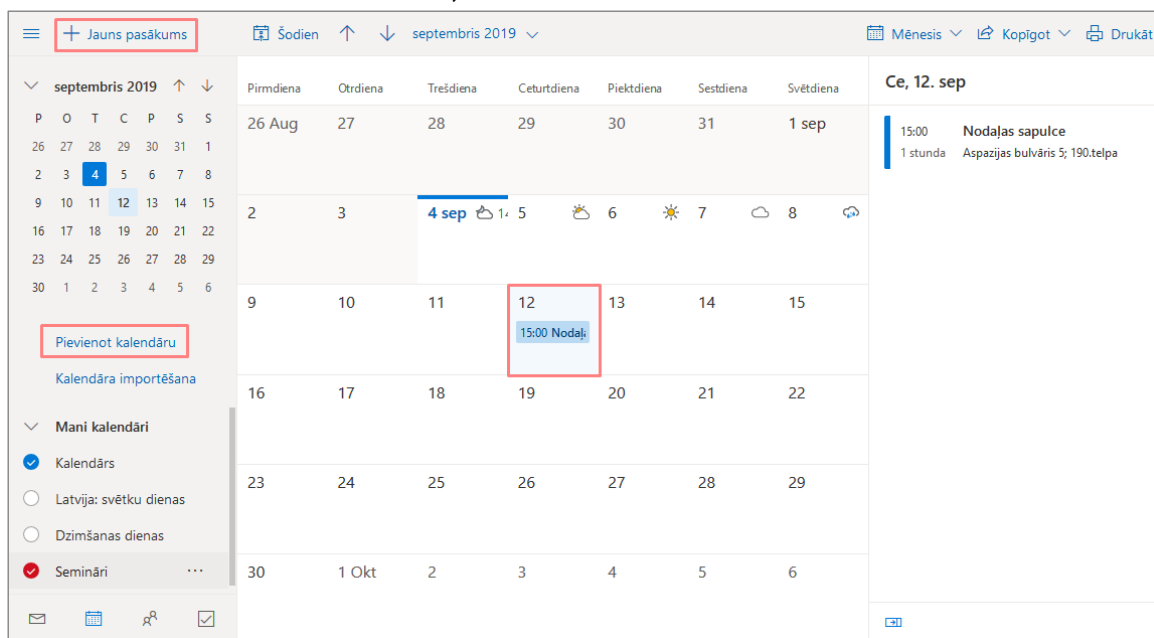 Jauns pasākums
Šodien
septembris 2019
Mēnesis
Kopīgot
Drukāt
septembris 2019
P O T C P S S
26 27 28 29 30 31 1
2 3 4 5 6 7 8
9 10 11 12 13 14 15
16 17 18 19 20 21 22
23 24 25 26 27 28 29
30 1 2 3 4 5 6
Pievienot kalendāru
Kalendāra importēšana
Mani kalendāri
Kalendārs
Latvija: svētku dienas
Dzimšanas dienas
Semināri ...
Pirmdiena Otrdiena Trešdiena Ceturtdiena Piektdiena Sestdiena Svētdiena
26 Aug 27 28 29 30 31 1 sep
2 3 4 sep 14 5 6 7 8
9 10 11 12 13 14 15
15:00 Nodaļa
16 17 18 19 20 21 22
23 24 25 26 27 28 29
30 1 Okt 2 3 4 5 6
Ce, 12. sep
15:00 Nodaļas sapulce
1 stunda Aspazijas bulvāris 5; 190.telpa